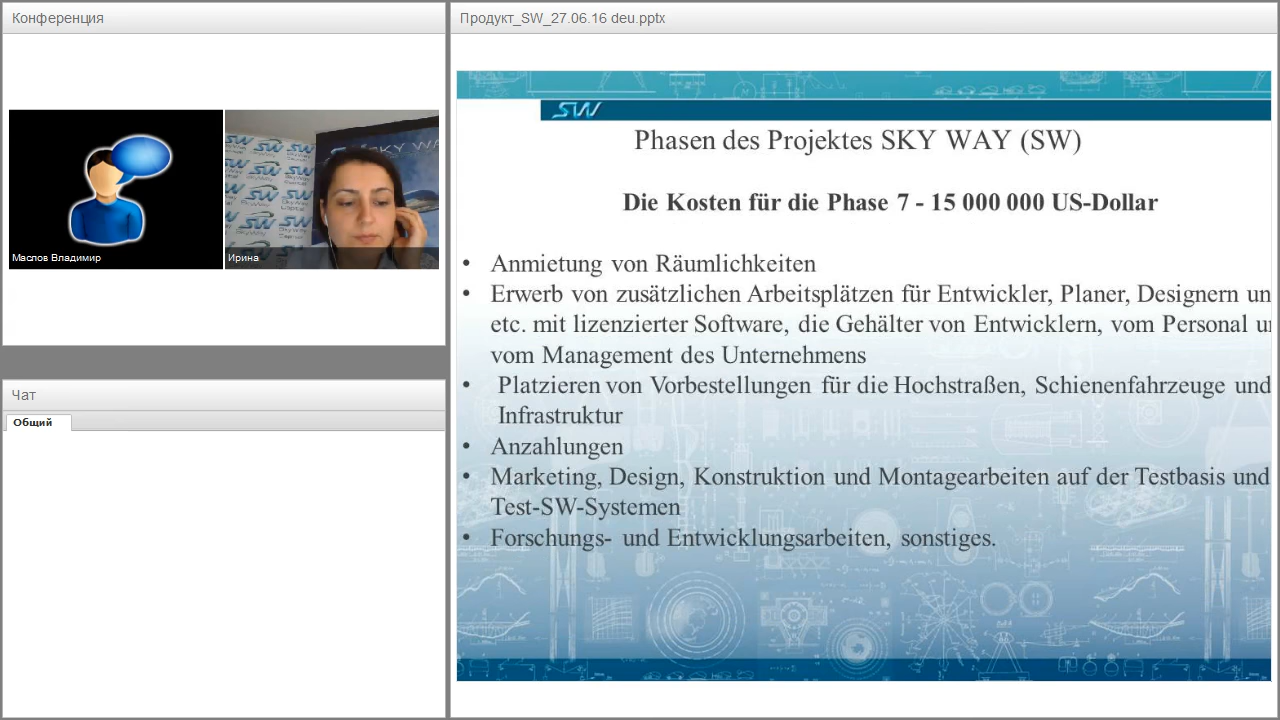 Конференция
Маслов Владимир
Ирина
Чат
Общий
Продукт_SW_27.06.16 deu.pptx
SW
Phasen des Projektes SKY WAY (SW)
Die Kosten für die Phase 7 - 15 000 000 US-Dollar
• Anmietung von Räumlichkeiten
• Erwerb von zusätzlichen Arbeitsplätzen für Entwickler, Planer, Designern un
etc. mit lizenzierter Software, die Gehälter von Entwicklern, vom Personal u
vom Management des Unternehmens
• Platzieren von Vorbestellungen für die Hochstraßen, Schienenfahrzeuge und
Infrastruktur
• Anzahlungen
• Marketing, Design, Konstruktion und Montagearbeiten auf der Testbasis und
Test-SW-Systemen
• Forschungs- und Entwicklungsarbeiten, sonstiges.